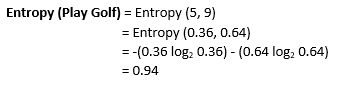 Entropy (Play Golf) = Entropy (5, 9)
= Entropy (0.36, 0.64)
= -(0.36 log₂ 0.36) - (0.64 log₂ 0.64)
= 0.94